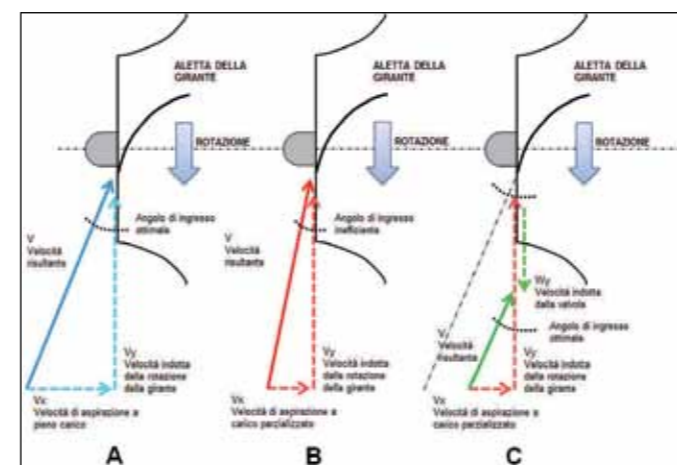 ALETTA DELLA
GIRANTE
ROTAZIONE
Angolo di ingresso
ottimale
V
Velocità
risultante
Vy
Velocità indotta
della rotazione
della girante
Vx
Velocità di aspirazione a
pieno carico
A
ALETTA DELLA
GIRANTE
ROTAZIONE
Angolo di ingresso
inefficiente
V
Velocità
risultante
Vy
Velocità indotta
della rotazione
della girante
Vx
Velocità di aspirazione a
carico parzializzato
B
ALETTA DELLA
GIRANTE
ROTAZIONE
Wy
Velocità indotta
dalla valvola
Angolo di ingresso
ottimale
Velocità
risultante
Vy
Velocità indotta
della rotazione
della girante
Vx
Velocità di aspirazione a
carico parzializzato
C